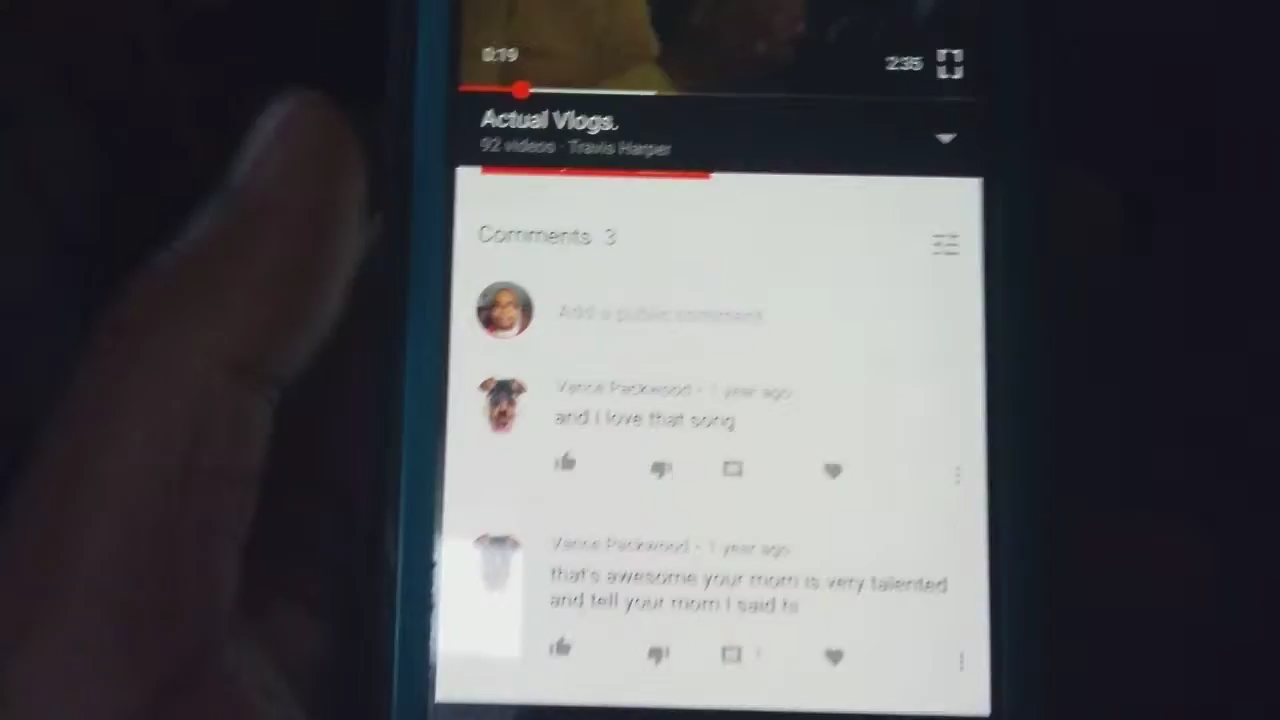 0:19
2:35
Actual Vlogs.
92 videos · Travis Harper
Comments 3
Add a public comment...
Vance Packwood · 1 year ago
and I love that song
Vance Packwood · 1 year ago
that's awesome your mom is very talented
and tell your mom I said hi
1